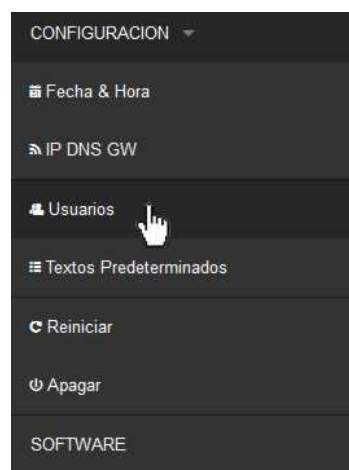 CONFIGURACION
Fecha & Hora
IP DNS GW
Usuarios
Textos Predeterminados
Reiniciar
Apagar
SOFTWARE